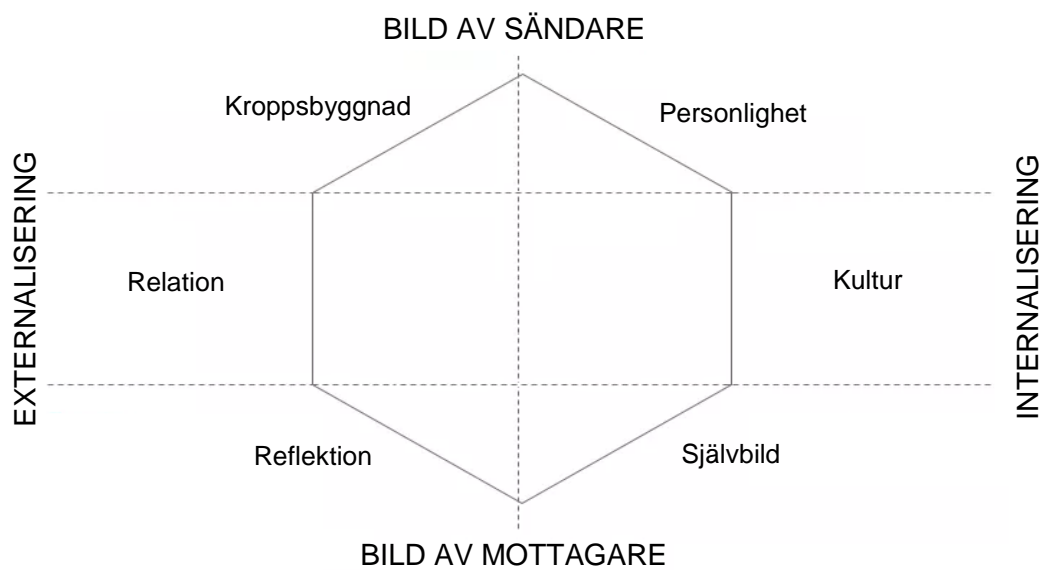 BILD AV SÄNDARE
Kroppsbyggnad
Personlighet
EXTERNALISERING
INTERNALISERING
Relation
Kultur
Reflektion
Självbild
BILD AV MOTTAGARE